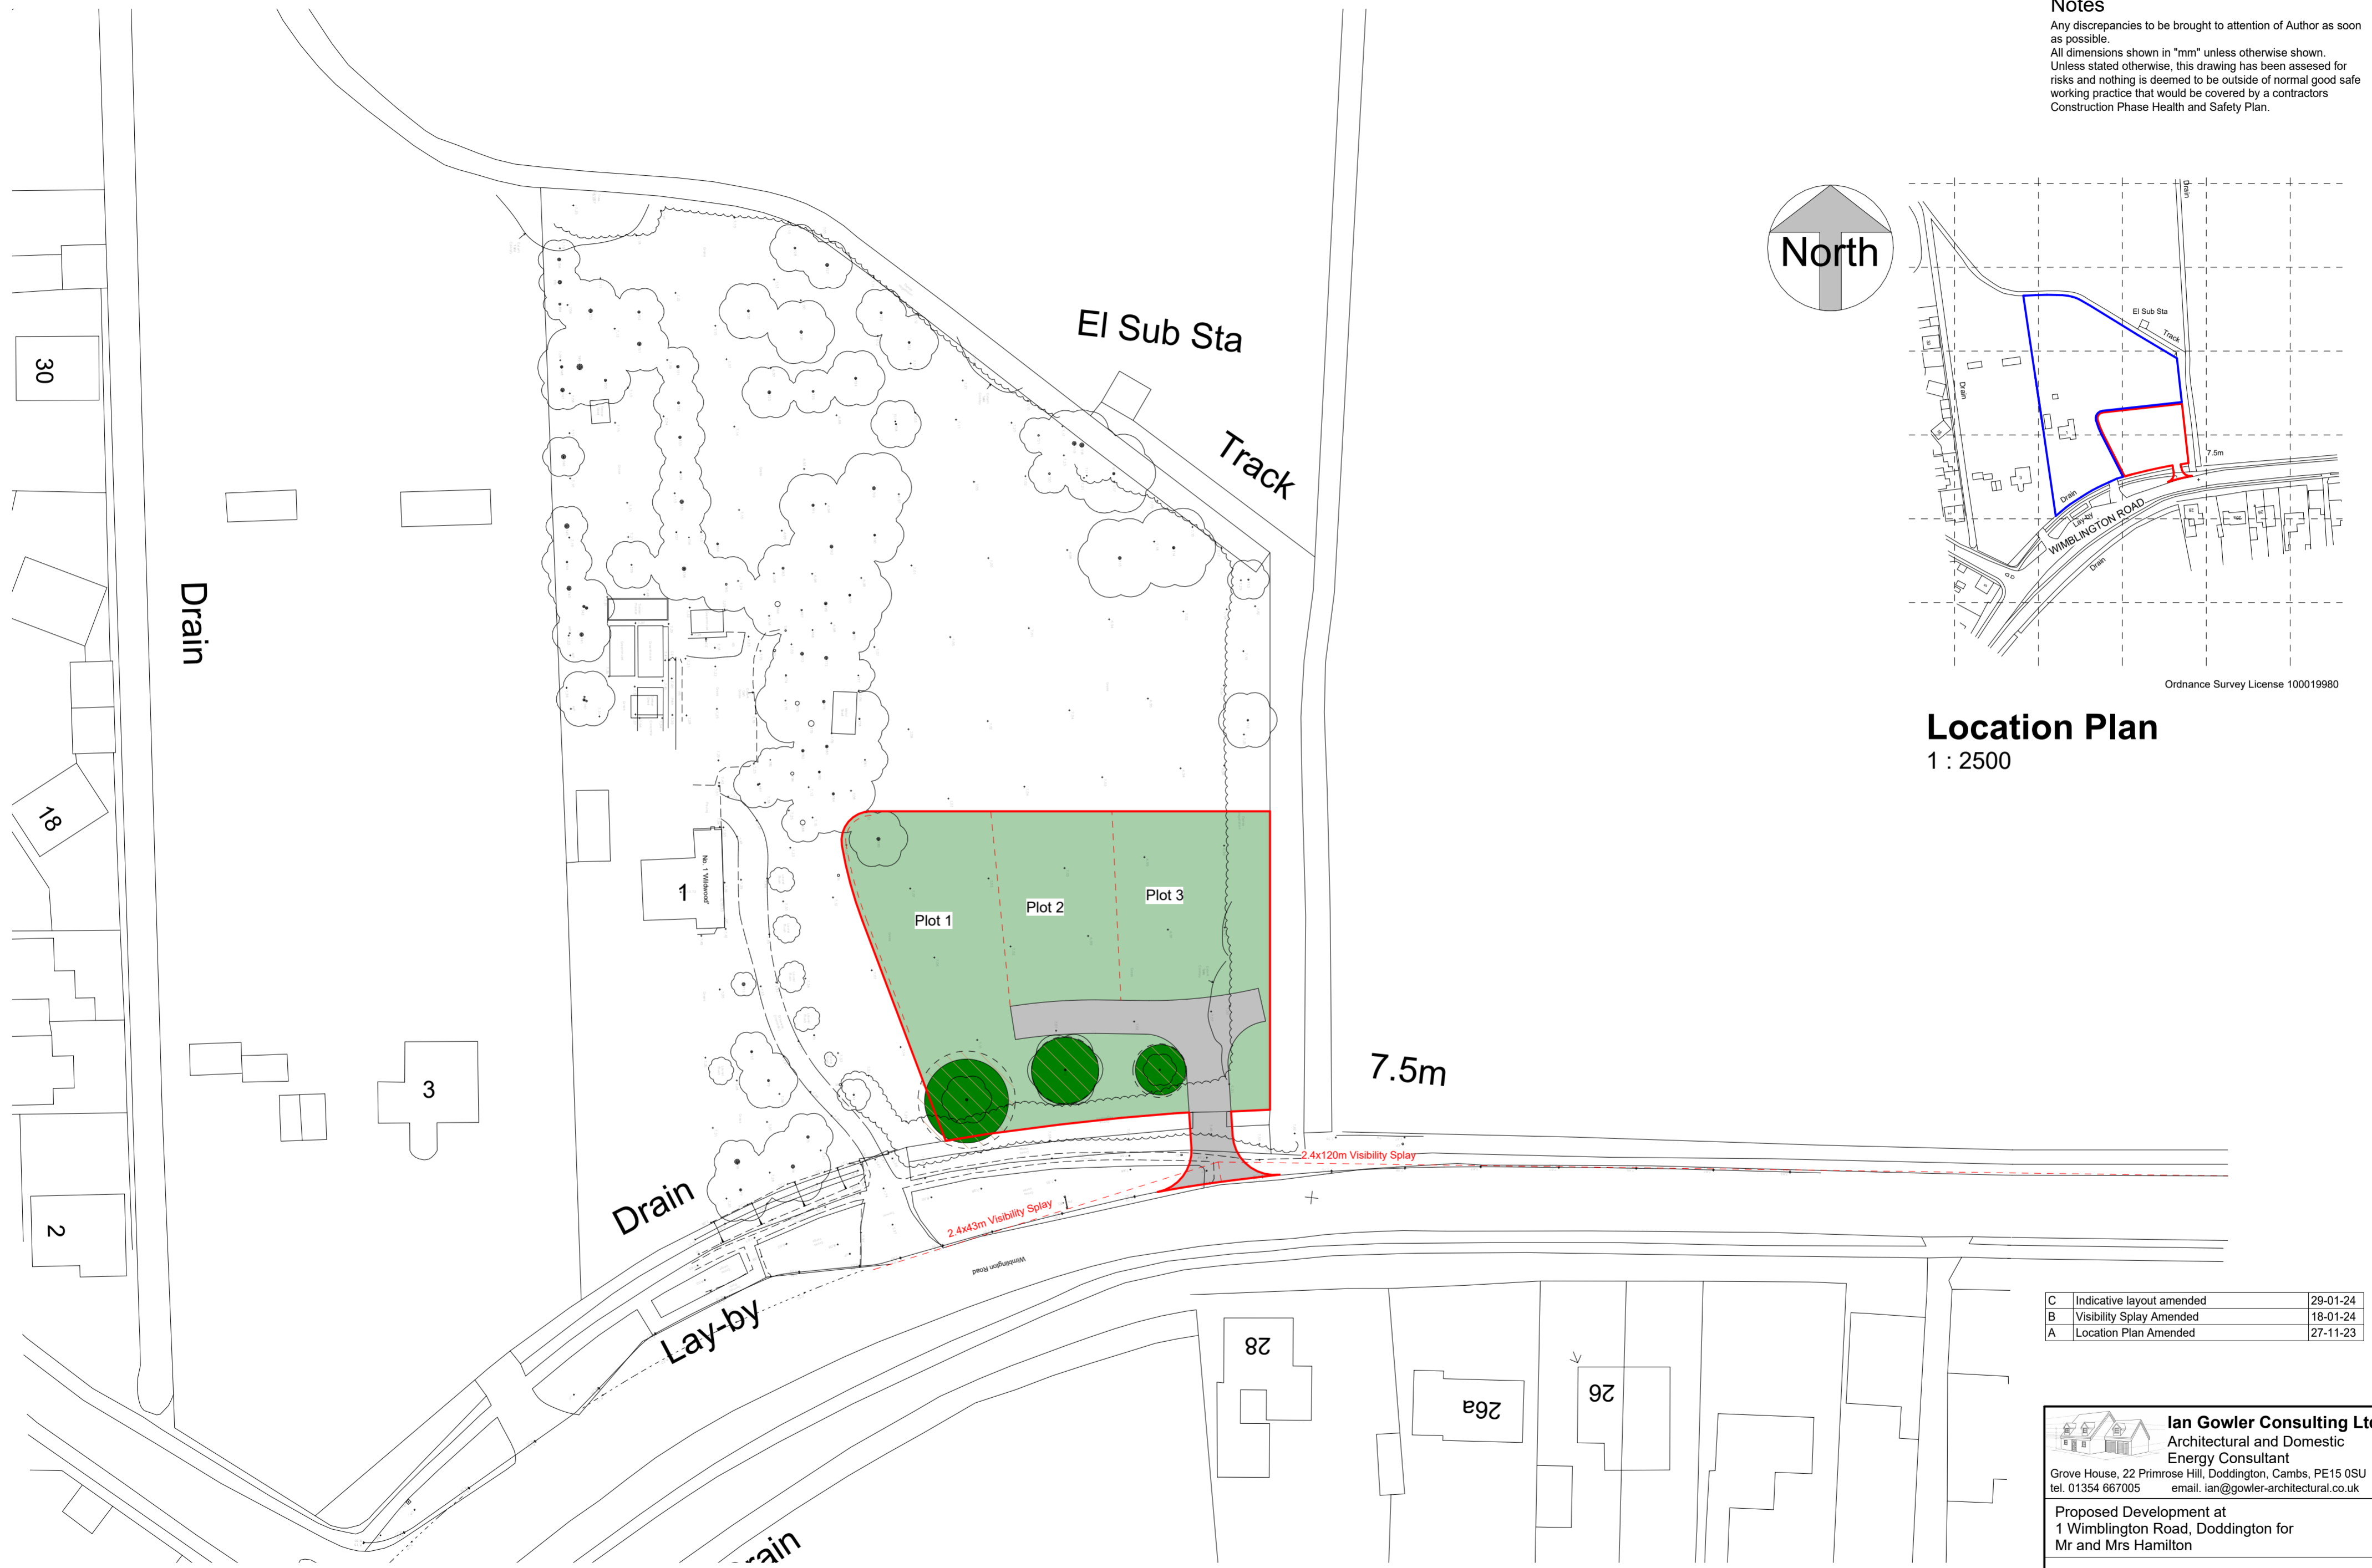 Notes
Any discrepancies to be brought to attention of Author as soon
as possible.
All dimensions shown in "mm" unless otherwise shown.
Unless stated otherwise, this drawing has been assesed for
risks and nothing is deemed to be outside of normal good safe
working practice that would be covered by a contractors
Construction Phase Health and Safety Plan.
North
Drain
El Sub Sta
Track
Drain
7.5m
Drain
Lay-by
WIMBLINGTON ROAD
Drain
Ordnance Survey License 100019980
Location Plan
1 : 2500
El Sub Sta
Track
30
Drain
18
1
No. 1 'Wildwood'
Plot 1
Plot 2
Plot 3
3
2
7.5m
2.4x120m Visibility Splay
2.4x43m Visibility Splay
Wimblington Road
Drain
Lay-by
28
26a
26
rain
C Indicative layout amended 29-01-24
B Visibility Splay Amended 18-01-24
A Location Plan Amended 27-11-23
Ian Gowler Consulting Ltd
Architectural and Domestic
Energy Consultant
Grove House, 22 Primrose Hill, Doddington, Cambs, PE15 0SU
tel. 01354 667005 email. ian@gowler-architectural.co.uk
Proposed Development at
1 Wimblington Road, Doddington for
Mr and Mrs Hamilton